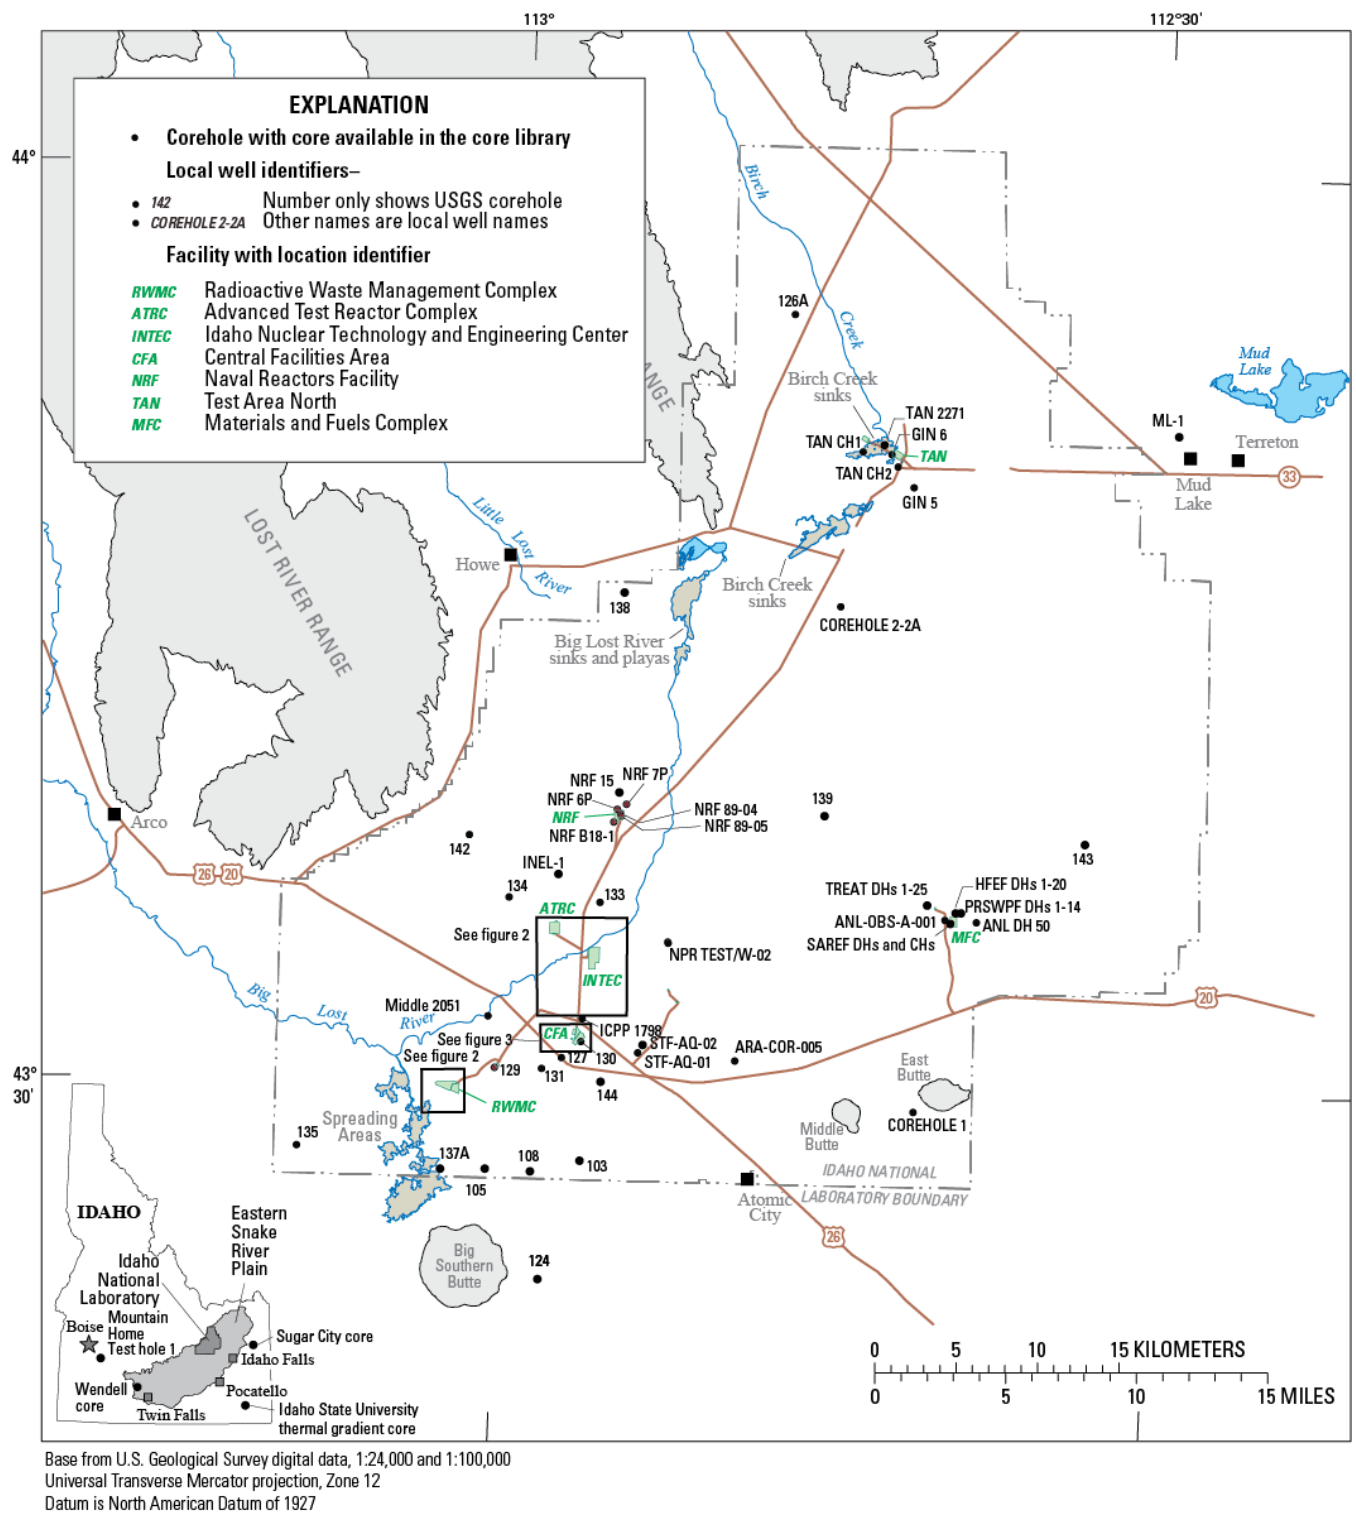 113°
112°30'
44°
EXPLANATION
Corehole with core available in the core library
Local well identifiers–
142 Number only shows USGS corehole
COREHOLE 2-2A Other names are local well names
Facility with location identifier
RWMC Radioactive Waste Management Complex
ATRC Advanced Test Reactor Complex
INTEC Idaho Nuclear Technology and Engineering Center
CFA Central Facilities Area
NRF Naval Reactors Facility
TAN Test Area North
MFC Materials and Fuels Complex
Birch
Creek
126A
Birch Creek
sinks
ANGE
Mud
Lake
TAN 2271
GIN 6
TAN CH1
TAN
TAN CH2
GIN 5
ML-1
Terreton
Mud
Lake
33
Little
Lost
River
Howe
LOST RIVER RANGE
138
Birch Creek
sinks
Big Lost River
sinks and playas
COREHOLE 2-2A
NRF 15
NRF 7P
NRF 6P
NRF
NRF 89-04
NRF 89-05
NRF B18-1
139
Arco
142
143
26
20
INEL-1
134
133
ATRC
See figure 2
INTEC
NPR TEST/W-02
TREAT DHs 1-25
HFEF DHs 1-20
PRSWPF DHs 1-14
ANL-OBS-A-001
ANL DH 50
SAREF DHs and CHs
MFC
20
Big
Lost
River
Middle 2051
See figure 3
See figure 2
CFA
ICPP 1798
STF-AQ-02
STF-AQ-01
ARA-COR-005
127
130
129
131
144
RWMC
43°
30'
East
Butte
Middle
Butte
COREHOLE 1
Spreading
Areas
135
137A
105
108
103
IDAHO NATIONAL
LABORATORY BOUNDARY
Atomic
City
26
Big
Southern
Butte
124
IDAHO
Eastern
Snake
River
Plain
Idaho
National
Laboratory
Boise
Mountain
Home
Test hole 1
Sugar City core
Idaho Falls
Wendell
core
Pocatello
Twin Falls
Idaho State University
thermal gradient core
0 5 10 15 KILOMETERS
0 5 10 15 MILES
Base from U.S. Geological Survey digital data, 1:24,000 and 1:100,000
Universal Transverse Mercator projection, Zone 12
Datum is North American Datum of 1927